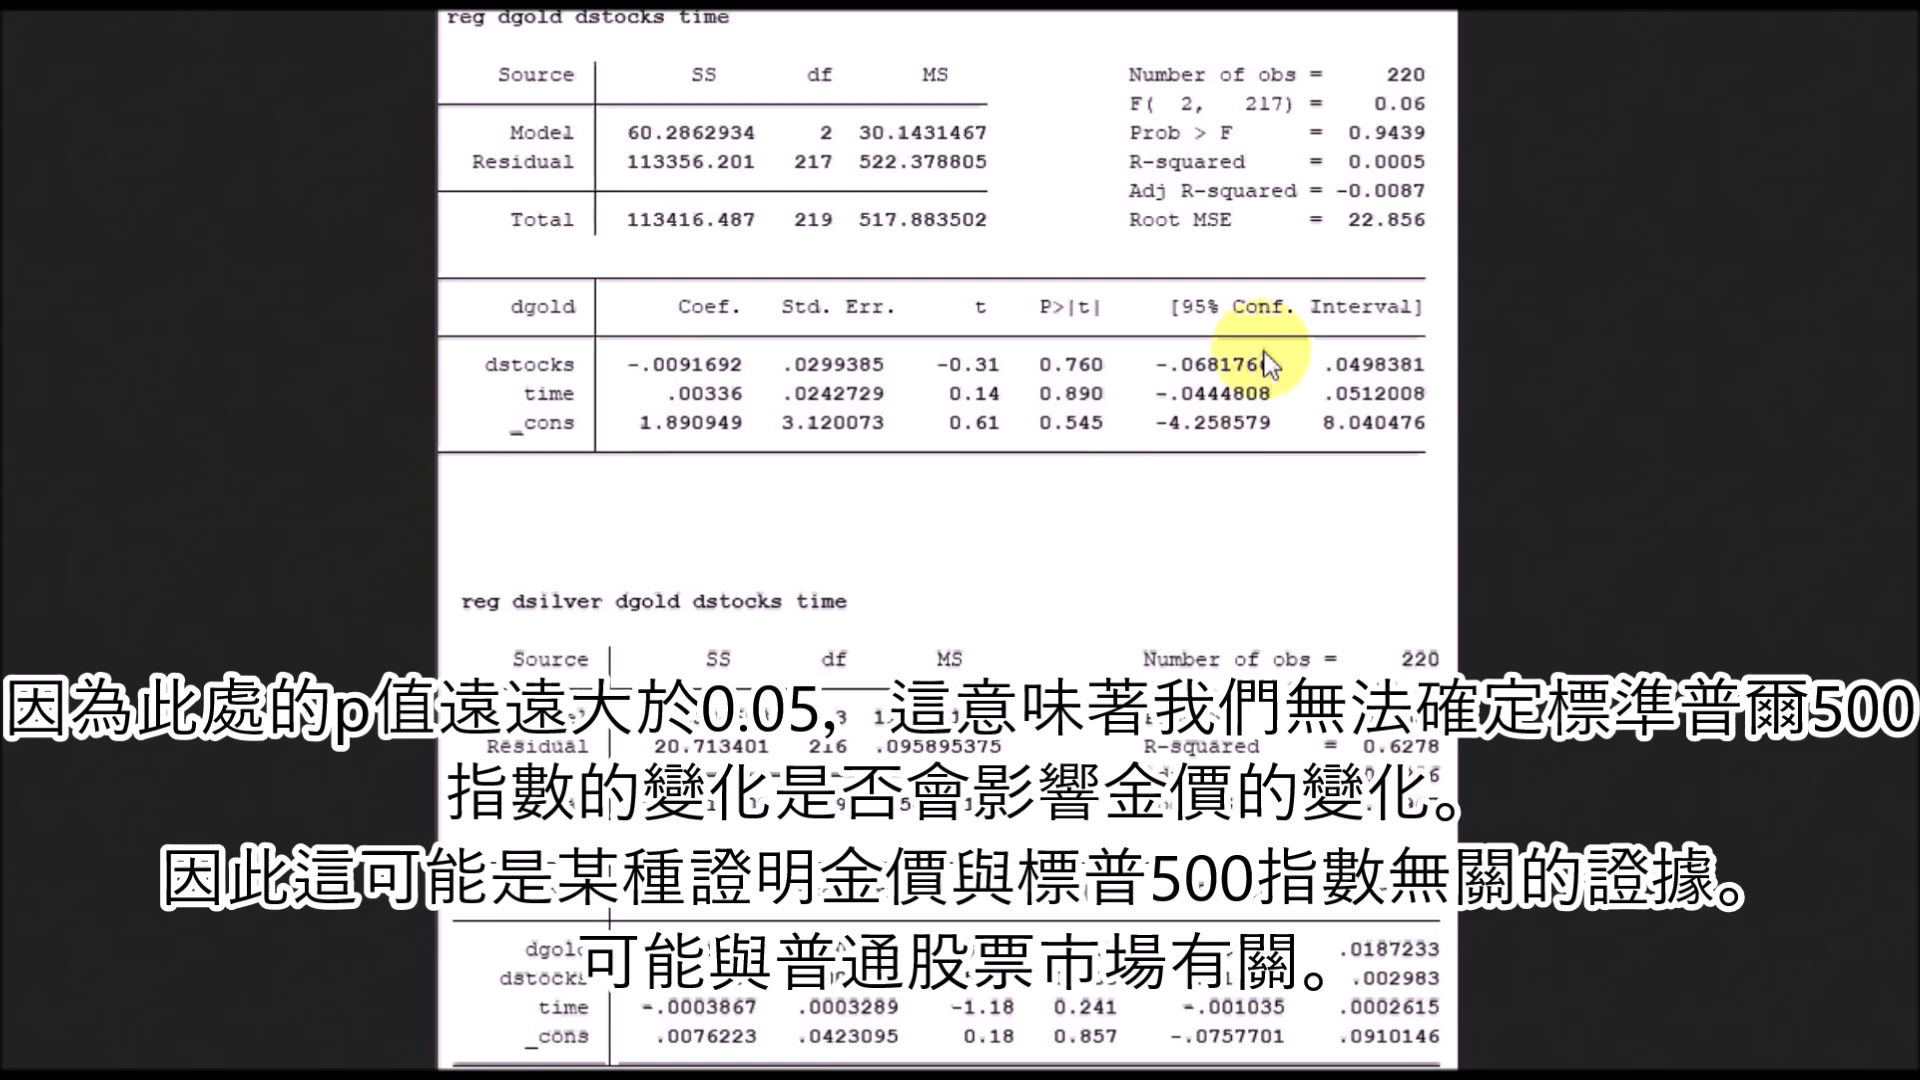 reg dgold dstocks time
Source SS df MS Number of obs = 220
F( 2, 217) = 0.06
Model 60.2862934 2 30.1431467 Prob > F = 0.9439
Residual 113356.201 217 522.378805 R-squared = 0.0005
Adj R-squared = -0.0087
Total 113416.487 219 517.883502 Root MSE = 22.856
dgold Coef. Std. Err. t P>|t| [95% Conf. Interval]
dstocks -.0091692 .0299385 -0.31 0.760 .0498381
time .00336 .0242729 0.14 0.890 -.0444808 .0512008
_cons 1.890949 3.120073 0.61 0.545 -4.258579 8.040476
reg dsilver dgold dstocks time
Source SS df MS Number of obs = 220
因為此處的p值遠遠大於0.05, 這意味著我們無法確定標準普爾500
Residual 20.713401 216 .095895375 R-squared = 0.6278
指數的變化是否會影響金價的變化。
因此這可能是某種證明金價與標普500指數無關的證據。
可能與普通股票市場有關。
dgold .0187233
dstocks .002983
time -.0003867 .0003289 -1.18 0.241 -.001035 .0002615
_cons .0076223 .0423095 0.18 0.857 -.0757701 .0910146